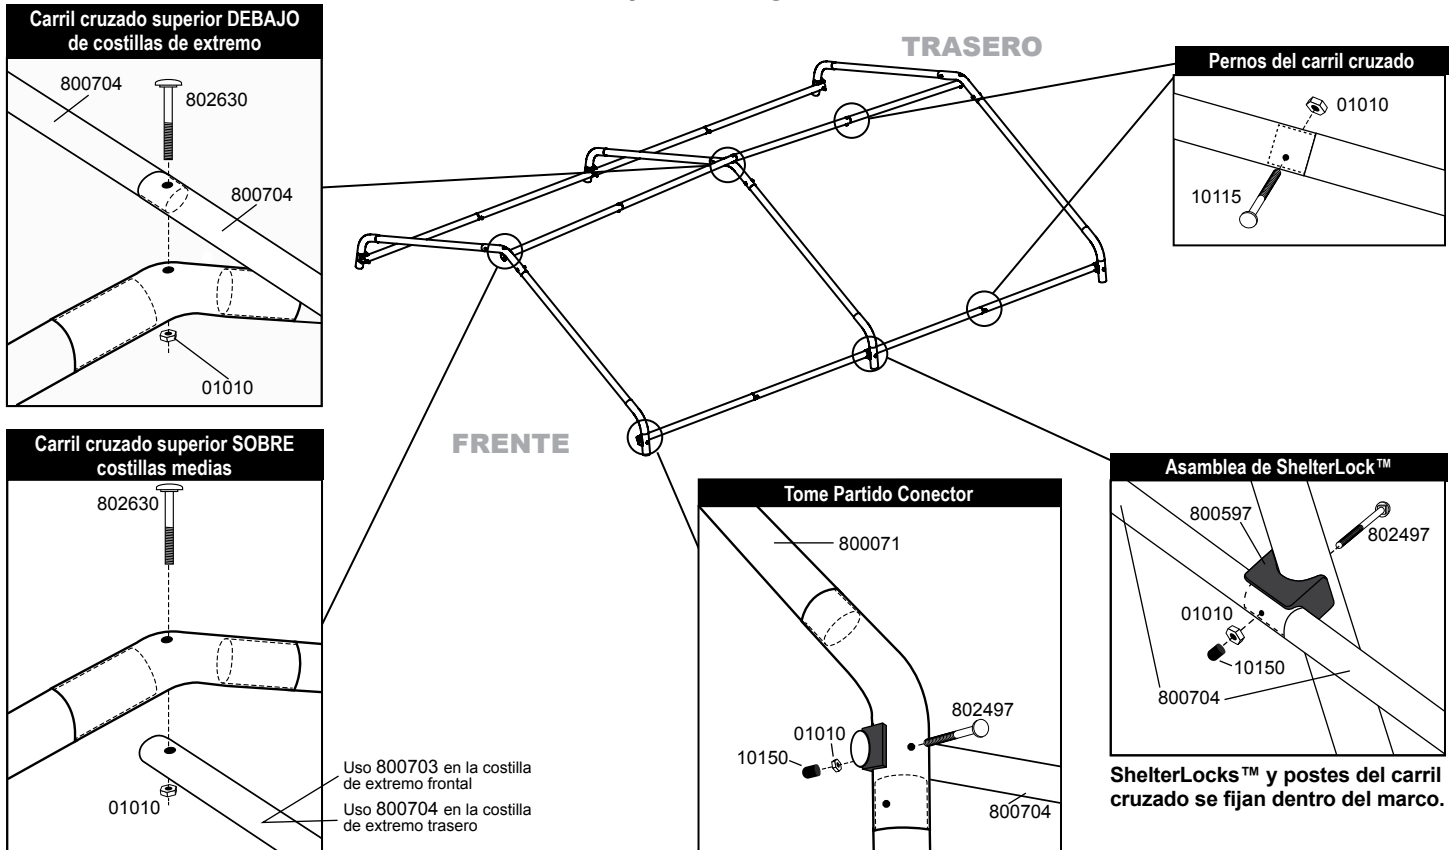 Carril cruzado superior DEBAJO
de costillas de extremo
800704
802630
800704
01010
TRASERO
FRENTE
Pernos del carril cruzado
01010
10115
Carril cruzado superior SOBRE
costillas medias
802630
01010
Uso 800703 en la costilla
de extremo frontal
Uso 800704 en la costilla
de extremo trasero
Tome Partido Conector
800071
802497
01010
10150
800704
Asamblea de ShelterLock™
800597
802497
01010
10150
800704
ShelterLocks™ y postes del carril
cruzado se fijan dentro del marco.